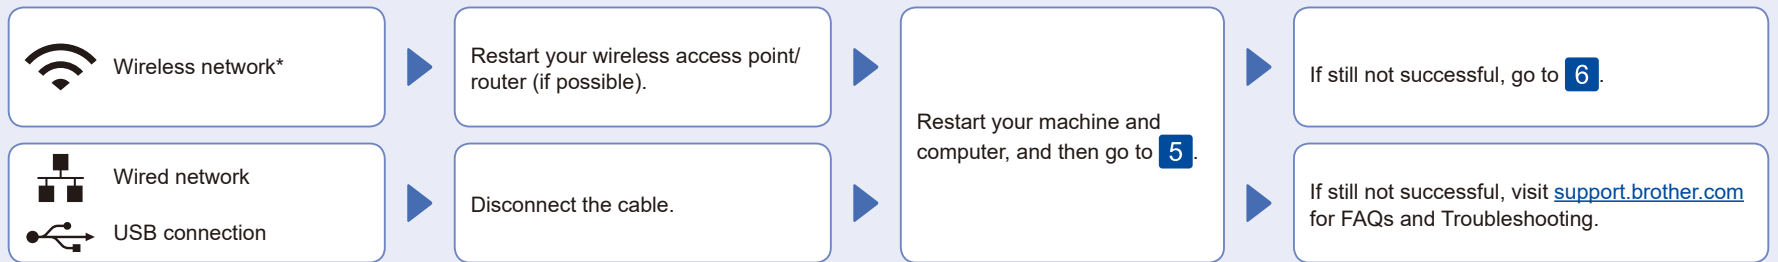 Wireless network*
Restart your wireless access point/
router (if possible).
Restart your machine and
computer, and then go to 5.
If still not successful, go to 6.
Wired network
USB connection
Disconnect the cable.
If still not successful, visit support.brother.com
for FAQs and Troubleshooting.